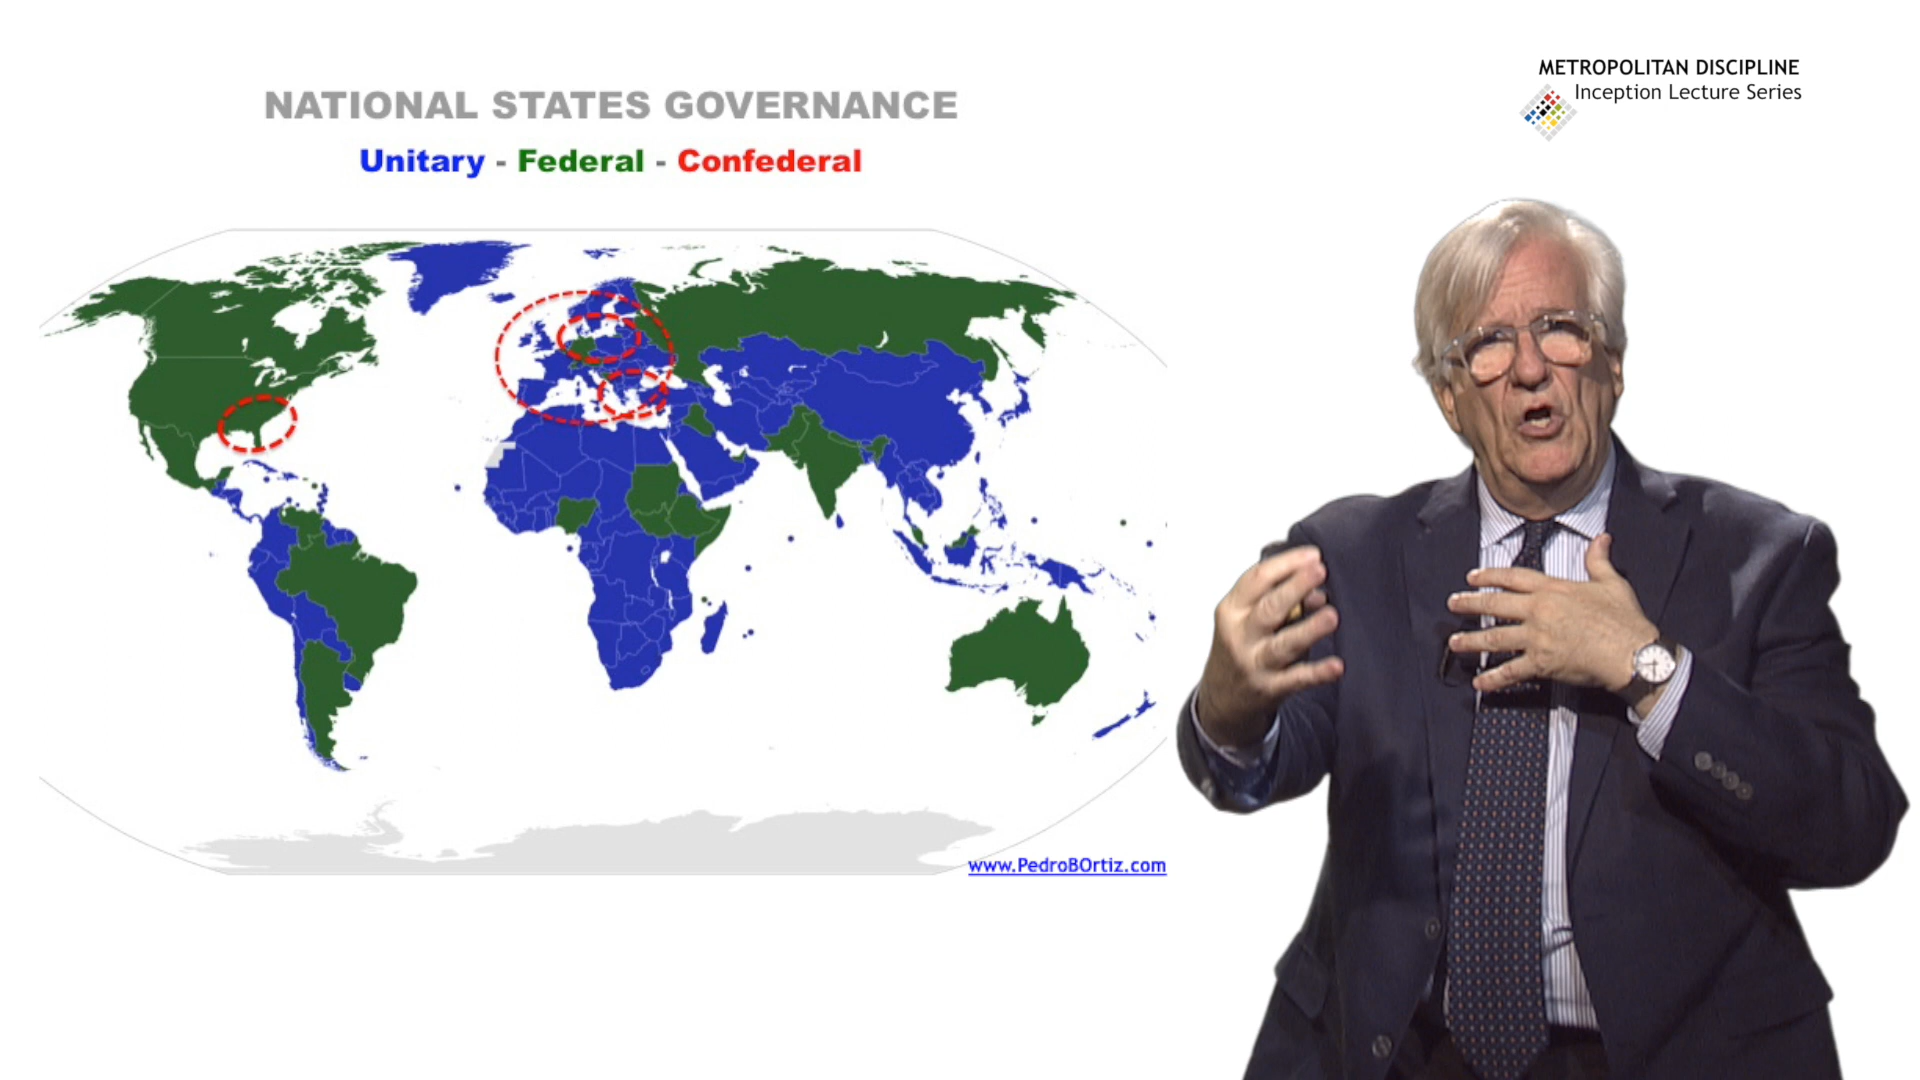 METROPOLITAN DISCIPLINE
Inception Lecture Series
NATIONAL STATES GOVERNANCE
Unitary - Federal - Confederal
www.PedroBOrtiz.com